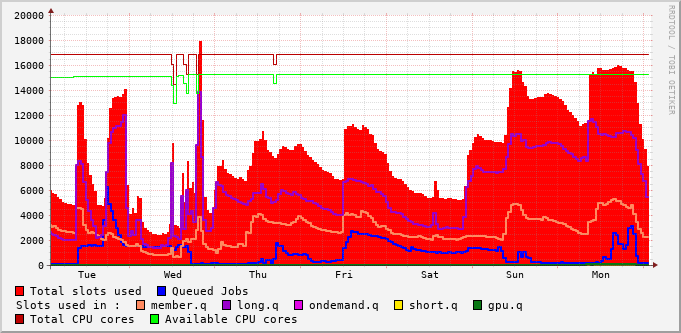 20000
18000
16000
14000
12000
10000
8000
6000
4000
2000
0
Tue Wed Thu Fri Sat Sun Mon
RRDTOOL / TOBI OETIKER
Total slots used Queued Jobs
Slots used in : member.q long.q ondemand.q short.q gpu.q
Total CPU cores Available CPU cores